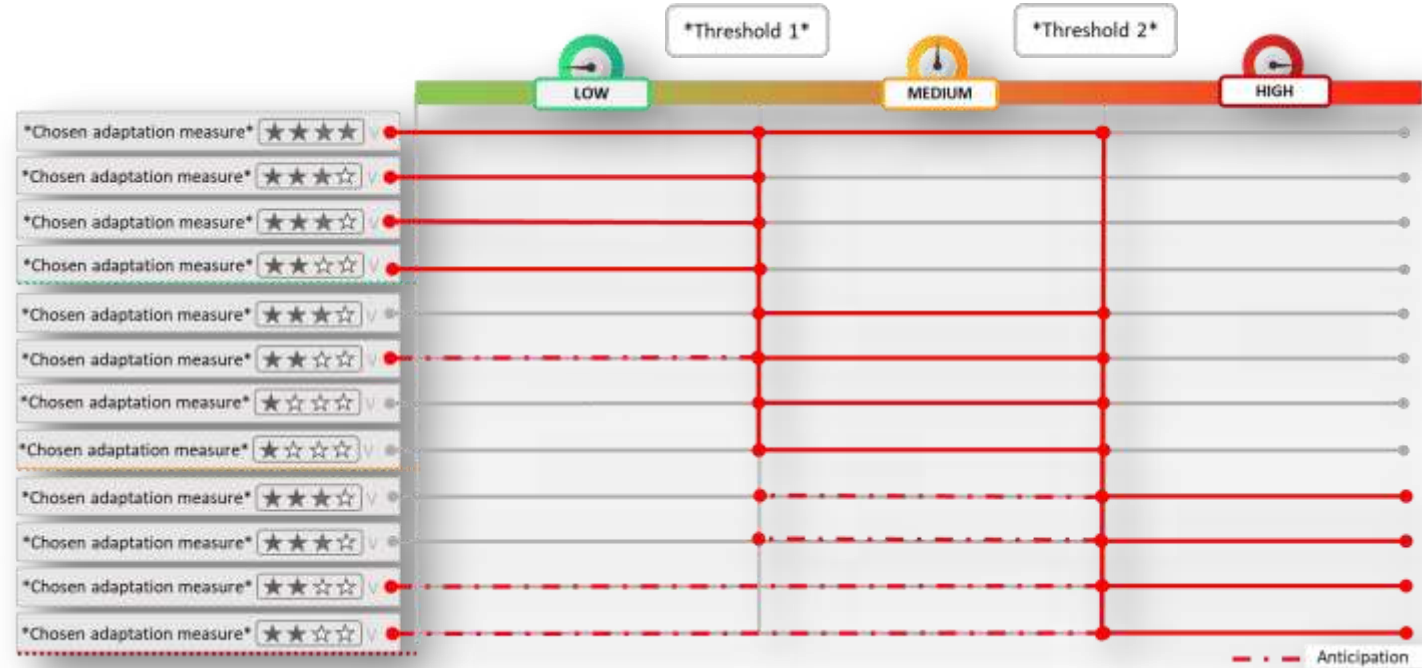 *Threshold 1*
*Threshold 2*
LOW
MEDIUM
HIGH
*Chosen adaptation measure* ★★★★ V
*Chosen adaptation measure* ★★★☆ V
*Chosen adaptation measure* ★★★☆ V
*Chosen adaptation measure* ★★☆☆ V
*Chosen adaptation measure* ★★★☆ V
*Chosen adaptation measure* ★★☆☆ V
*Chosen adaptation measure* ★☆☆☆ V
*Chosen adaptation measure* ★☆☆☆ V
*Chosen adaptation measure* ★★★☆ V
*Chosen adaptation measure* ★★★☆ V
*Chosen adaptation measure* ★★☆☆ V
*Chosen adaptation measure* ★★☆☆ V
Anticipation